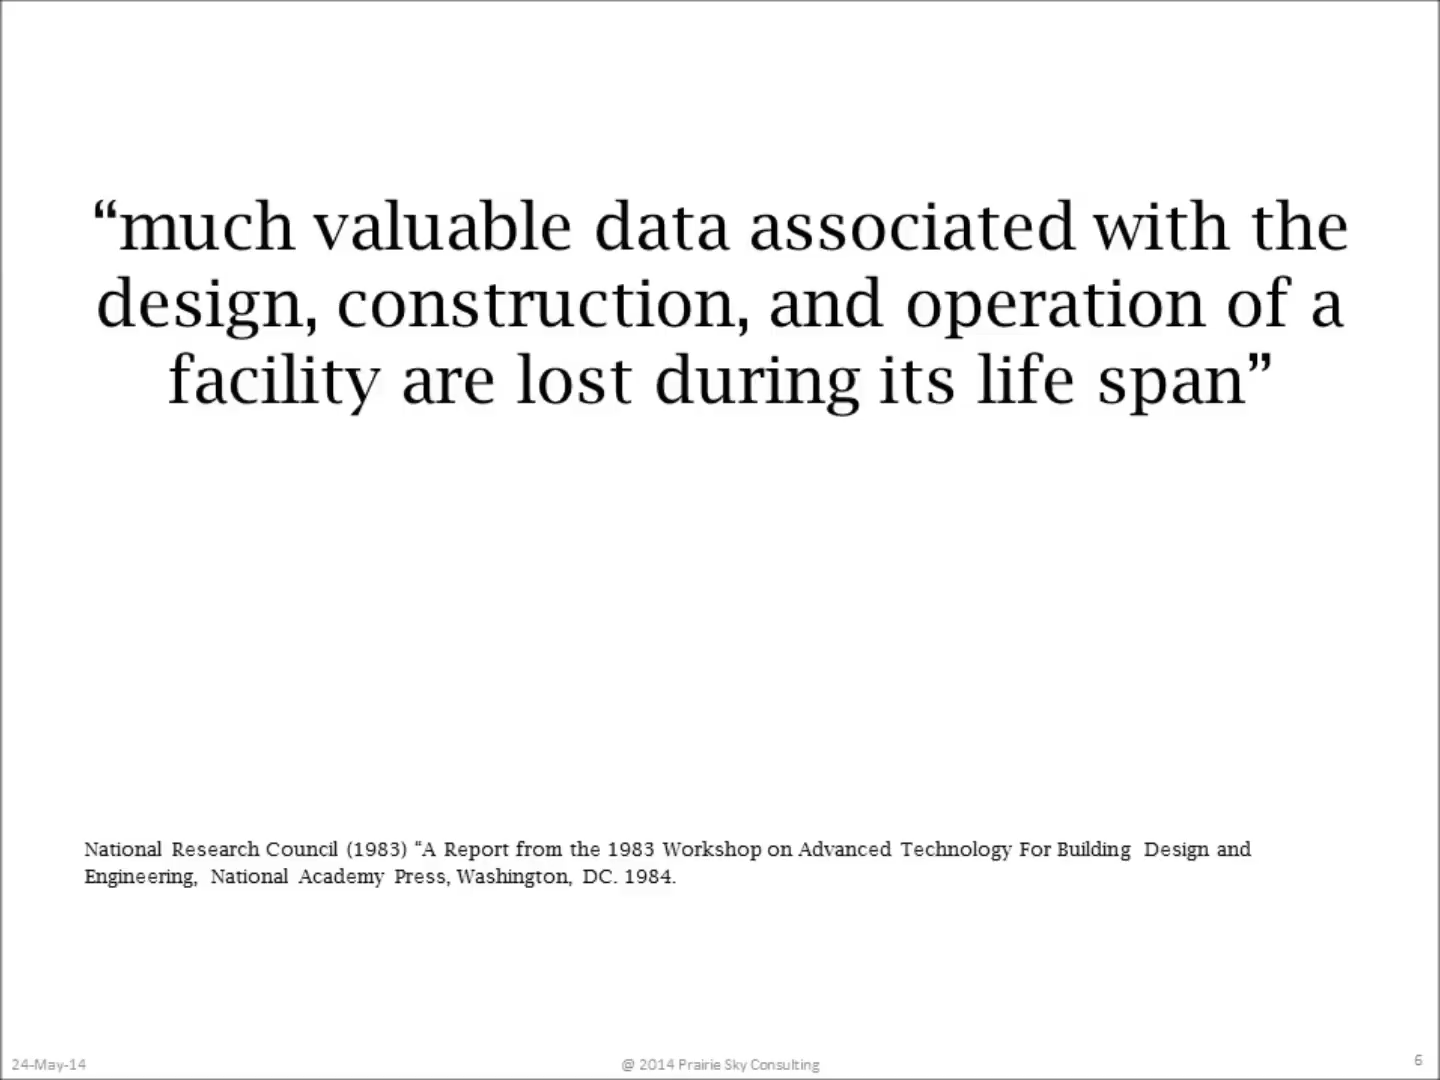 “much valuable data associated with the
design, construction, and operation of a
facility are lost during its life span”
National Research Council (1983) “A Report from the 1983 Workshop on Advanced Technology For Building Design and
Engineering, National Academy Press, Washington, DC. 1984.
24-May-14
@ 2014 Prairie Sky Consulting
6